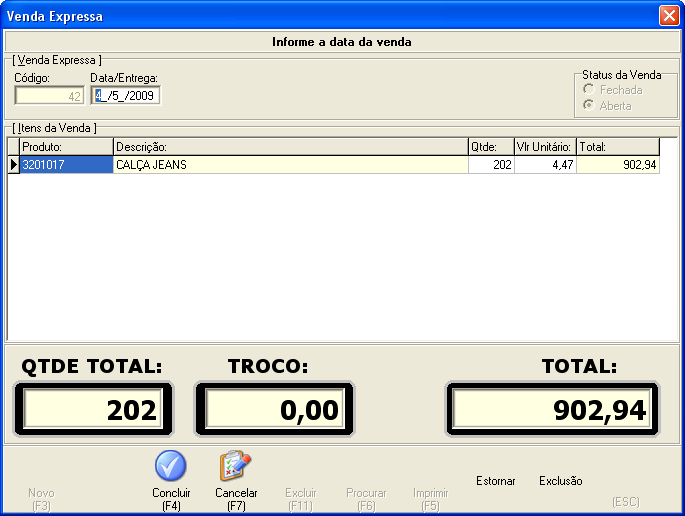 Venda Expressa
Informe a data da venda
[ Venda Expressa ]
Código: Data/Entrega: Status da Venda
42 4_/5_/2009 Fechada
Aberta
[ Itens da Venda ]
Produto: Descrição: Qtde: Vlr Unitário: Total:
3201017 CALÇA JEANS 202 4,47 902,94
QTDE TOTAL: TROCO: TOTAL:
202 0,00 902,94
Novo Concluir Cancelar Excluir Procurar Imprimir Estornar Exclusão
(F3) (F4) (F7) (F11) (F6) (F5) (ESC)